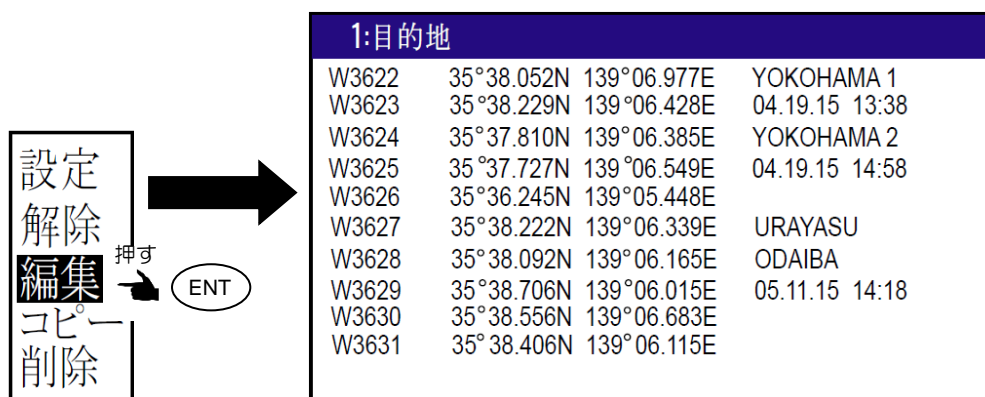 設定
解除
編集
コピー
削除
押す
ENT
1:目的地
W3622 35°38.052N 139°06.977E YOKOHAMA 1
W3623 35°38.229N 139°06.428E 04.19.15 13:38
W3624 35°37.810N 139°06.385E YOKOHAMA 2
W3625 35°37.727N 139°06.549E 04.19.15 14:58
W3626 35°36.245N 139°05.448E
W3627 35°38.222N 139°06.339E URAYASU
W3628 35°38.092N 139°06.165E ODAIBA
W3629 35°38.706N 139°06.015E 05.11.15 14:18
W3630 35°38.556N 139°06.683E
W3631 35°38.406N 139°06.115E